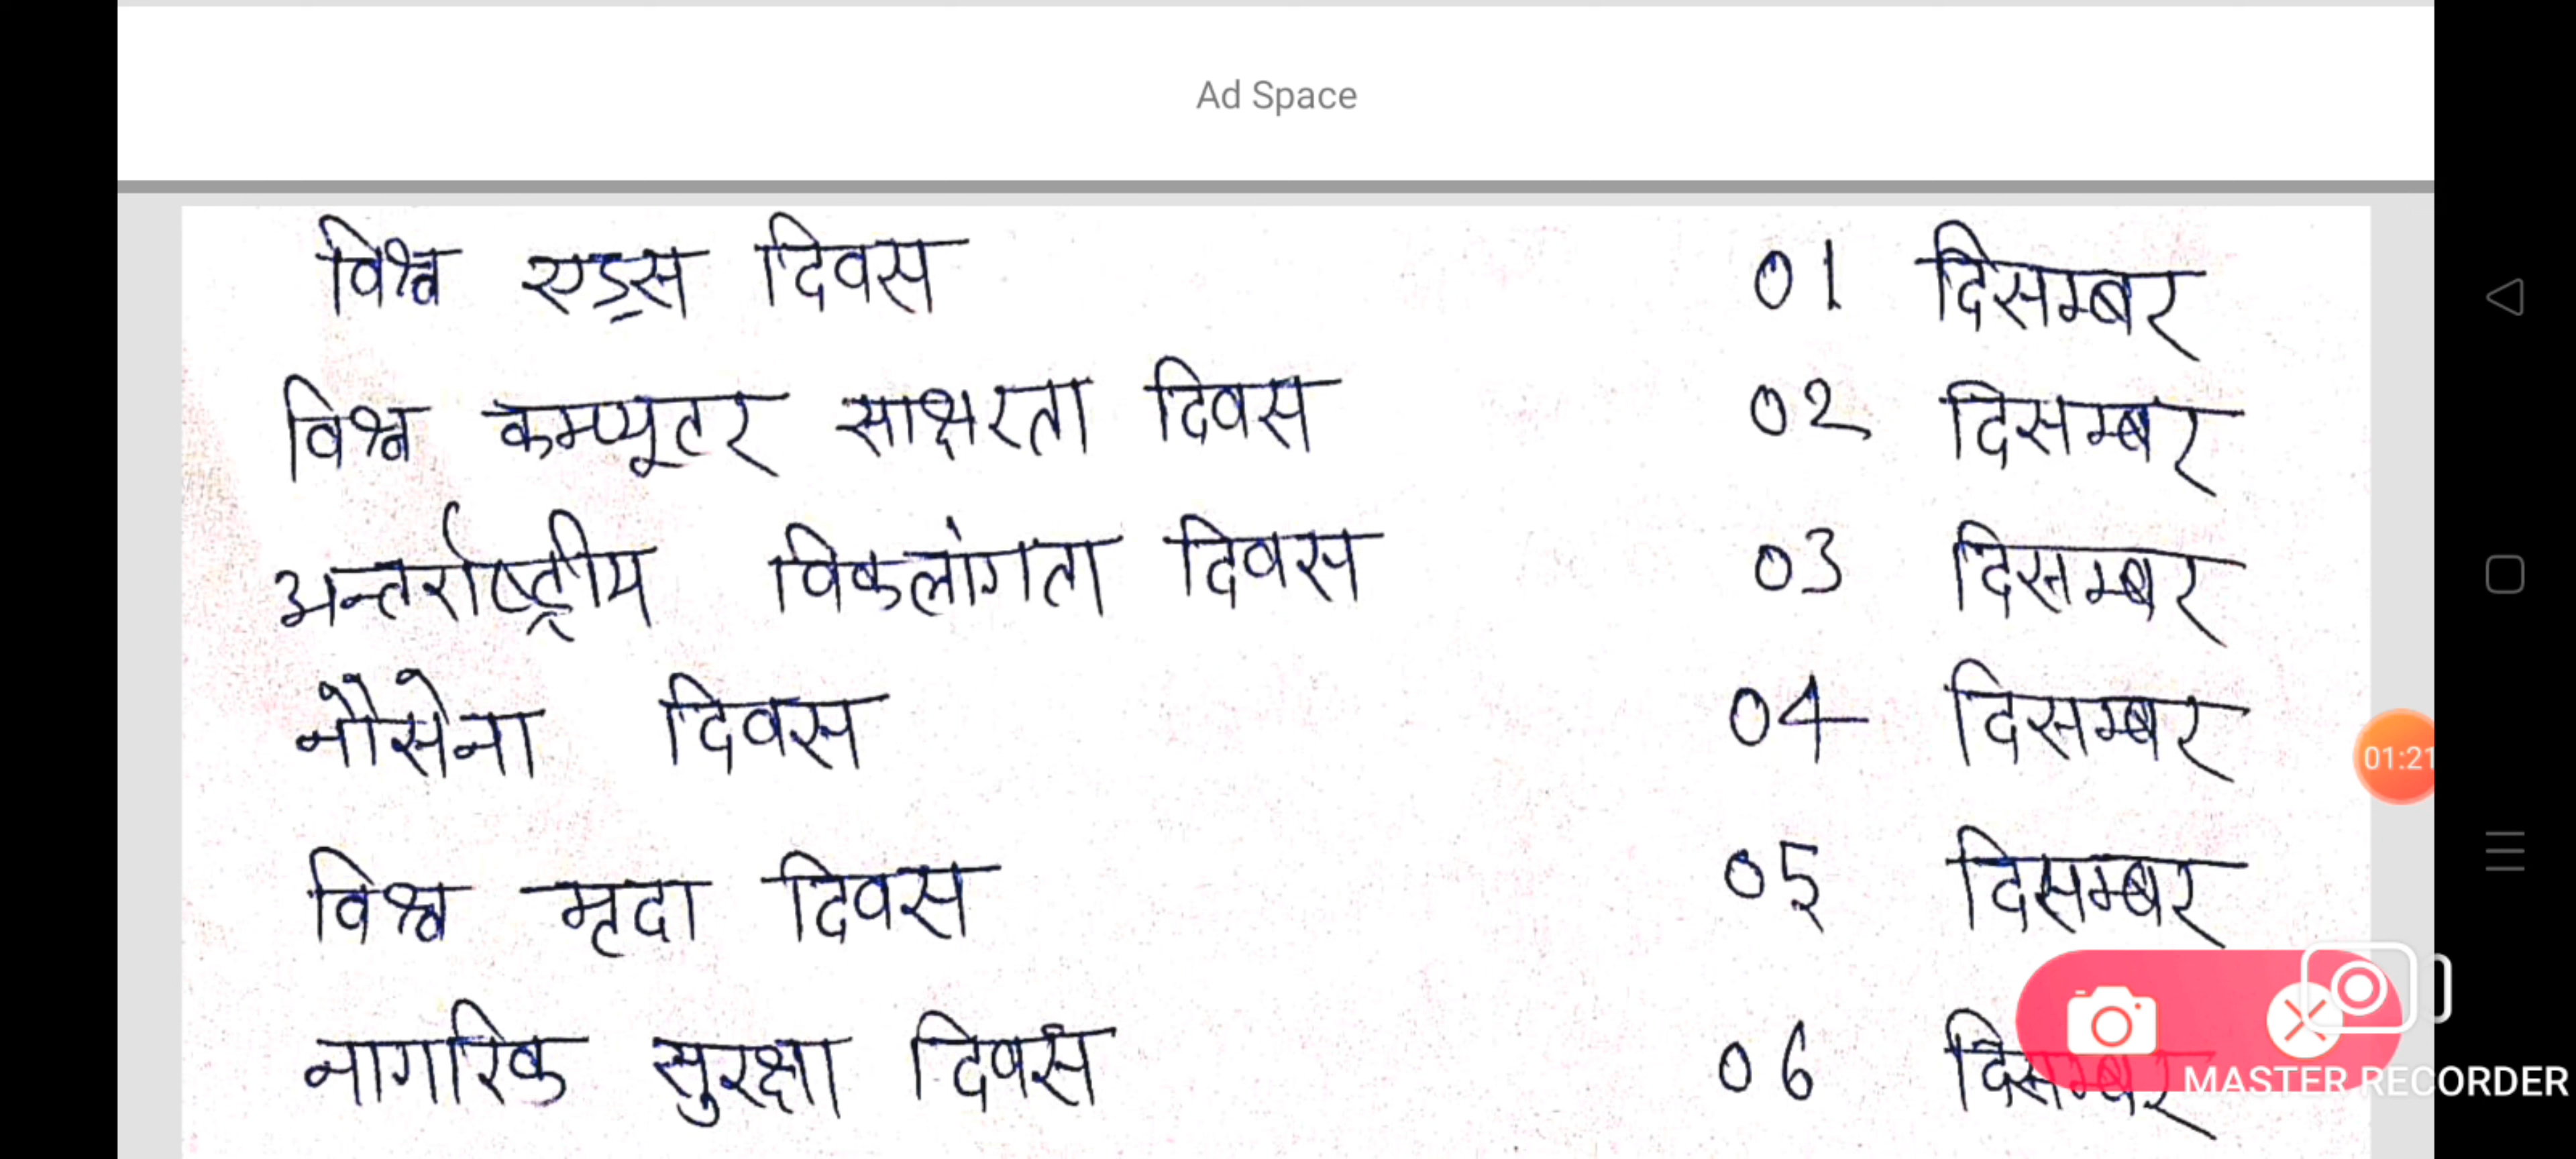 Ad Space
विश्व एड्स दिवस 01 दिसम्बर
विश्व कम्प्यूटर साक्षरता दिवस 02 दिसम्बर
अन्तर्राष्ट्रीय विकलांगता दिवस 03 दिसम्बर
नौसेना दिवस 04 दिसम्बर
01:21
विश्व मृदा दिवस 05 दिसम्बर
नागरिक सुरक्षा दिवस 06 दिसम्बर
MASTER RECORDER